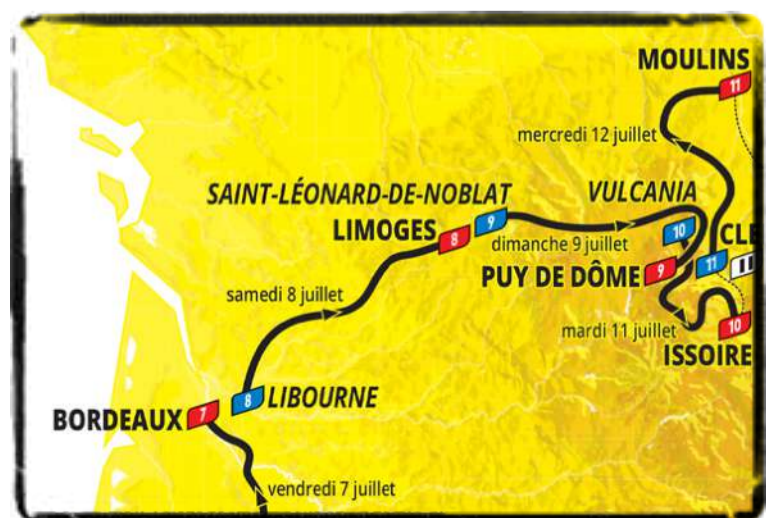 MOULINS
11
mercredi 12 juillet
SAINT-LÉONARD-DE-NOBLAT
VULCANIA
9
10
LIMOGES
8
dimanche 9 juillet
CLE
11
PUY DE DÔME
9
samedi 8 juillet
mardi 11 juillet
10
ISSOIRE
8
LIBOURNE
BORDEAUX
7
vendredi 7 juillet